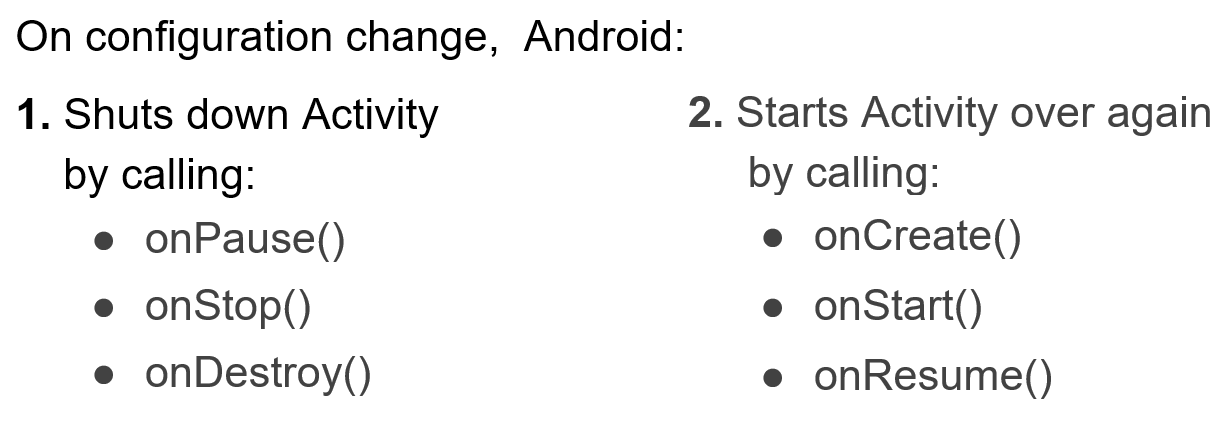 On configuration change,  Android:
1. Shuts down Activity
by calling:
● onPause()
● onStop()
● onDestroy()
2. Starts Activity over again
by calling:
● onCreate()
● onStart()
● onResume()